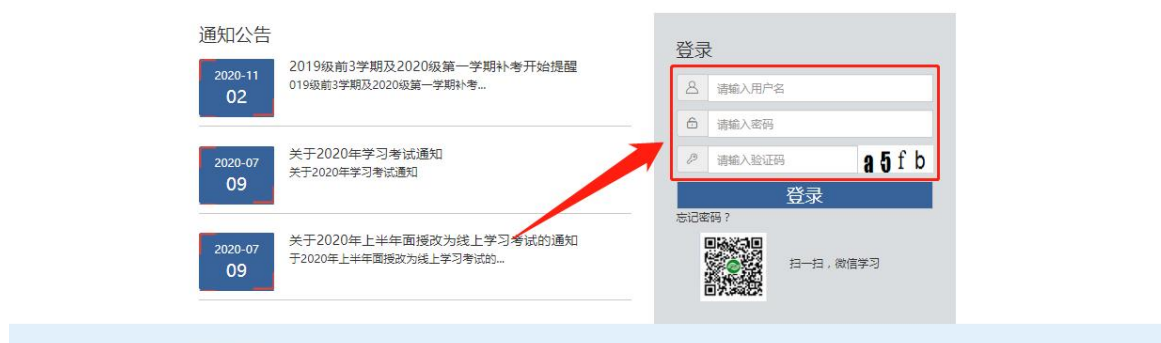 通知公告
2020-11
02
2019级前3学期及2020级第一学期补考开始提醒
019级前3学期及2020级第一学期补考...
2020-07
09
关于2020年学习考试通知
关于2020年学习考试通知
2020-07
09
关于2020年上半年面授改为线上学习考试的通知
于2020年上半年面授改为线上学习考试的...
登录
请输入用户名
请输入密码
请输入验证码
a5fb
登录
忘记密码？
扫一扫，微信学习